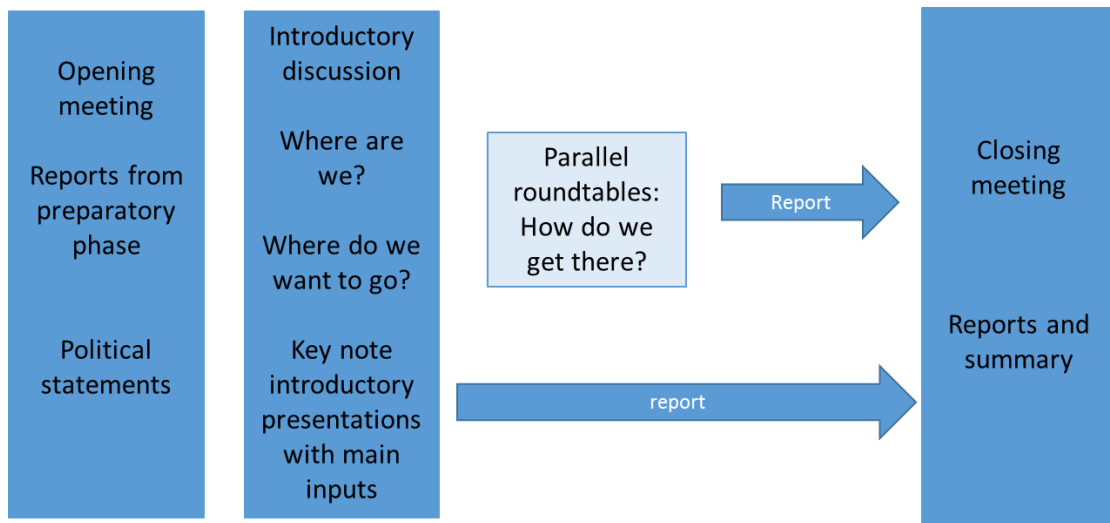 Opening
meeting
Reports from
preparatory
phase
Political
statements
Introductory
discussion
Where are
we?
Where do we
want to go?
Key note
introductory
presentations
with main
inputs
Parallel
roundtables:
How do we
get there?
Report
report
Closing
meeting
Reports and
summary